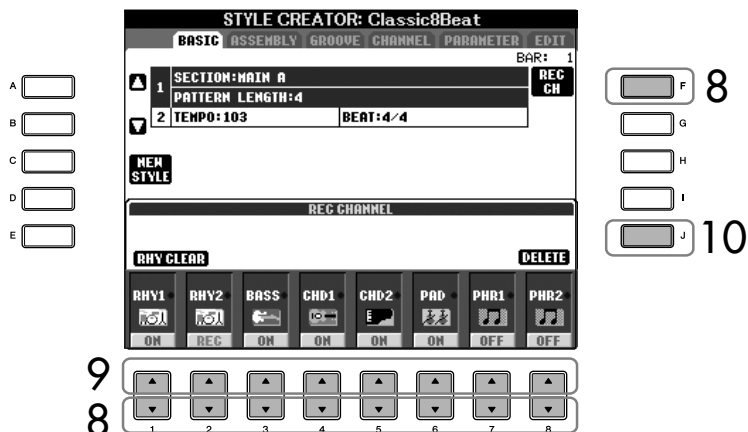 STYLE CREATOR: Classic8Beat
BASIC ASSEMBLY GROOVE CHANNEL PARAMETER EDIT
BAR: 1
1 SECTION:MAIN A
PATTERN LENGTH:4
REC CH
2 TEMPO:103 BEAT:4/4
NEW STYLE
REC CHANNEL
RHY CLEAR DELETE
RHY1 RHY2 BASS CHD1 CHD2 PAD PHR1 PHR2
ON REC ON ON ON ON OFF OFF
A
B
C
D
E
F 8
G
H
I
J 10
9
8
1 2 3 4 5 6 7 8